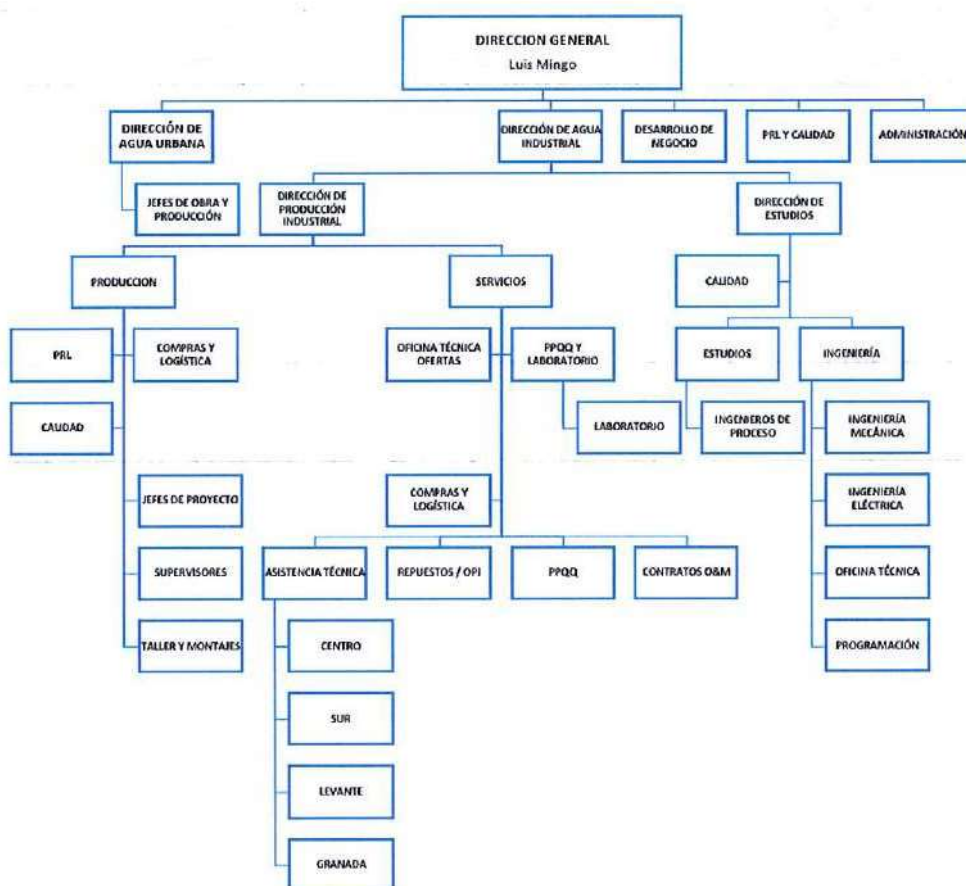 DIRECCION GENERAL
Luis Mingo
DIRECCIÓN DE
AGUA URBANA
DIRECCIÓN DE AGUA
INDUSTRIAL
DESARROLLO DE
NEGOCIO
PRL Y CALIDAD
ADMINISTRACIÓN
JEFES DE OBRA Y
PRODUCCIÓN
DIRECCIÓN DE
PRODUCCIÓN
INDUSTRIAL
DIRECCIÓN DE
ESTUDIOS
PRODUCCION
SERVICIOS
CALIDAD
PRL
COMPRAS Y
LOGÍSTICA
OFICINA TÉCNICA
OFERTAS
PPQQ Y
LABORATORIO
ESTUDIOS
INGENIERÍA
CALIDAD
LABORATORIO
INGENIEROS DE
PROCESO
INGENIERÍA
MECÁNICA
JEFES DE PROYECTO
COMPRAS Y
LOGÍSTICA
INGENIERÍA
ELÉCTRICA
SUPERVISORES
ASISTENCIA TÉCNICA
REPUESTOS / OPI
PPQQ
CONTRATOS O&M
OFICINA TÉCNICA
TALLER Y MONTAJES
CENTRO
PROGRAMACIÓN
SUR
LEVANTE
GRANADA